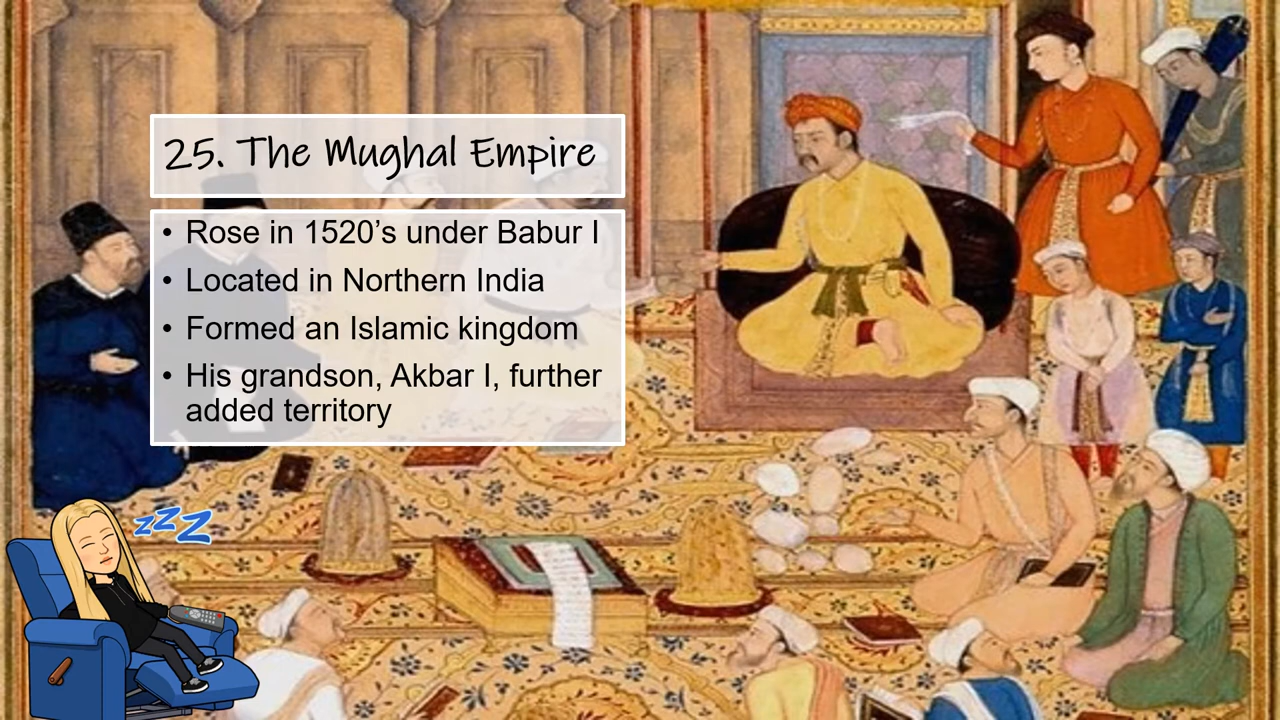 25. The Mughal Empire
• Rose in 1520’s under Babur I
• Located in Northern India
• Formed an Islamic kingdom
• His grandson, Akbar I, further
added territory
zzZ